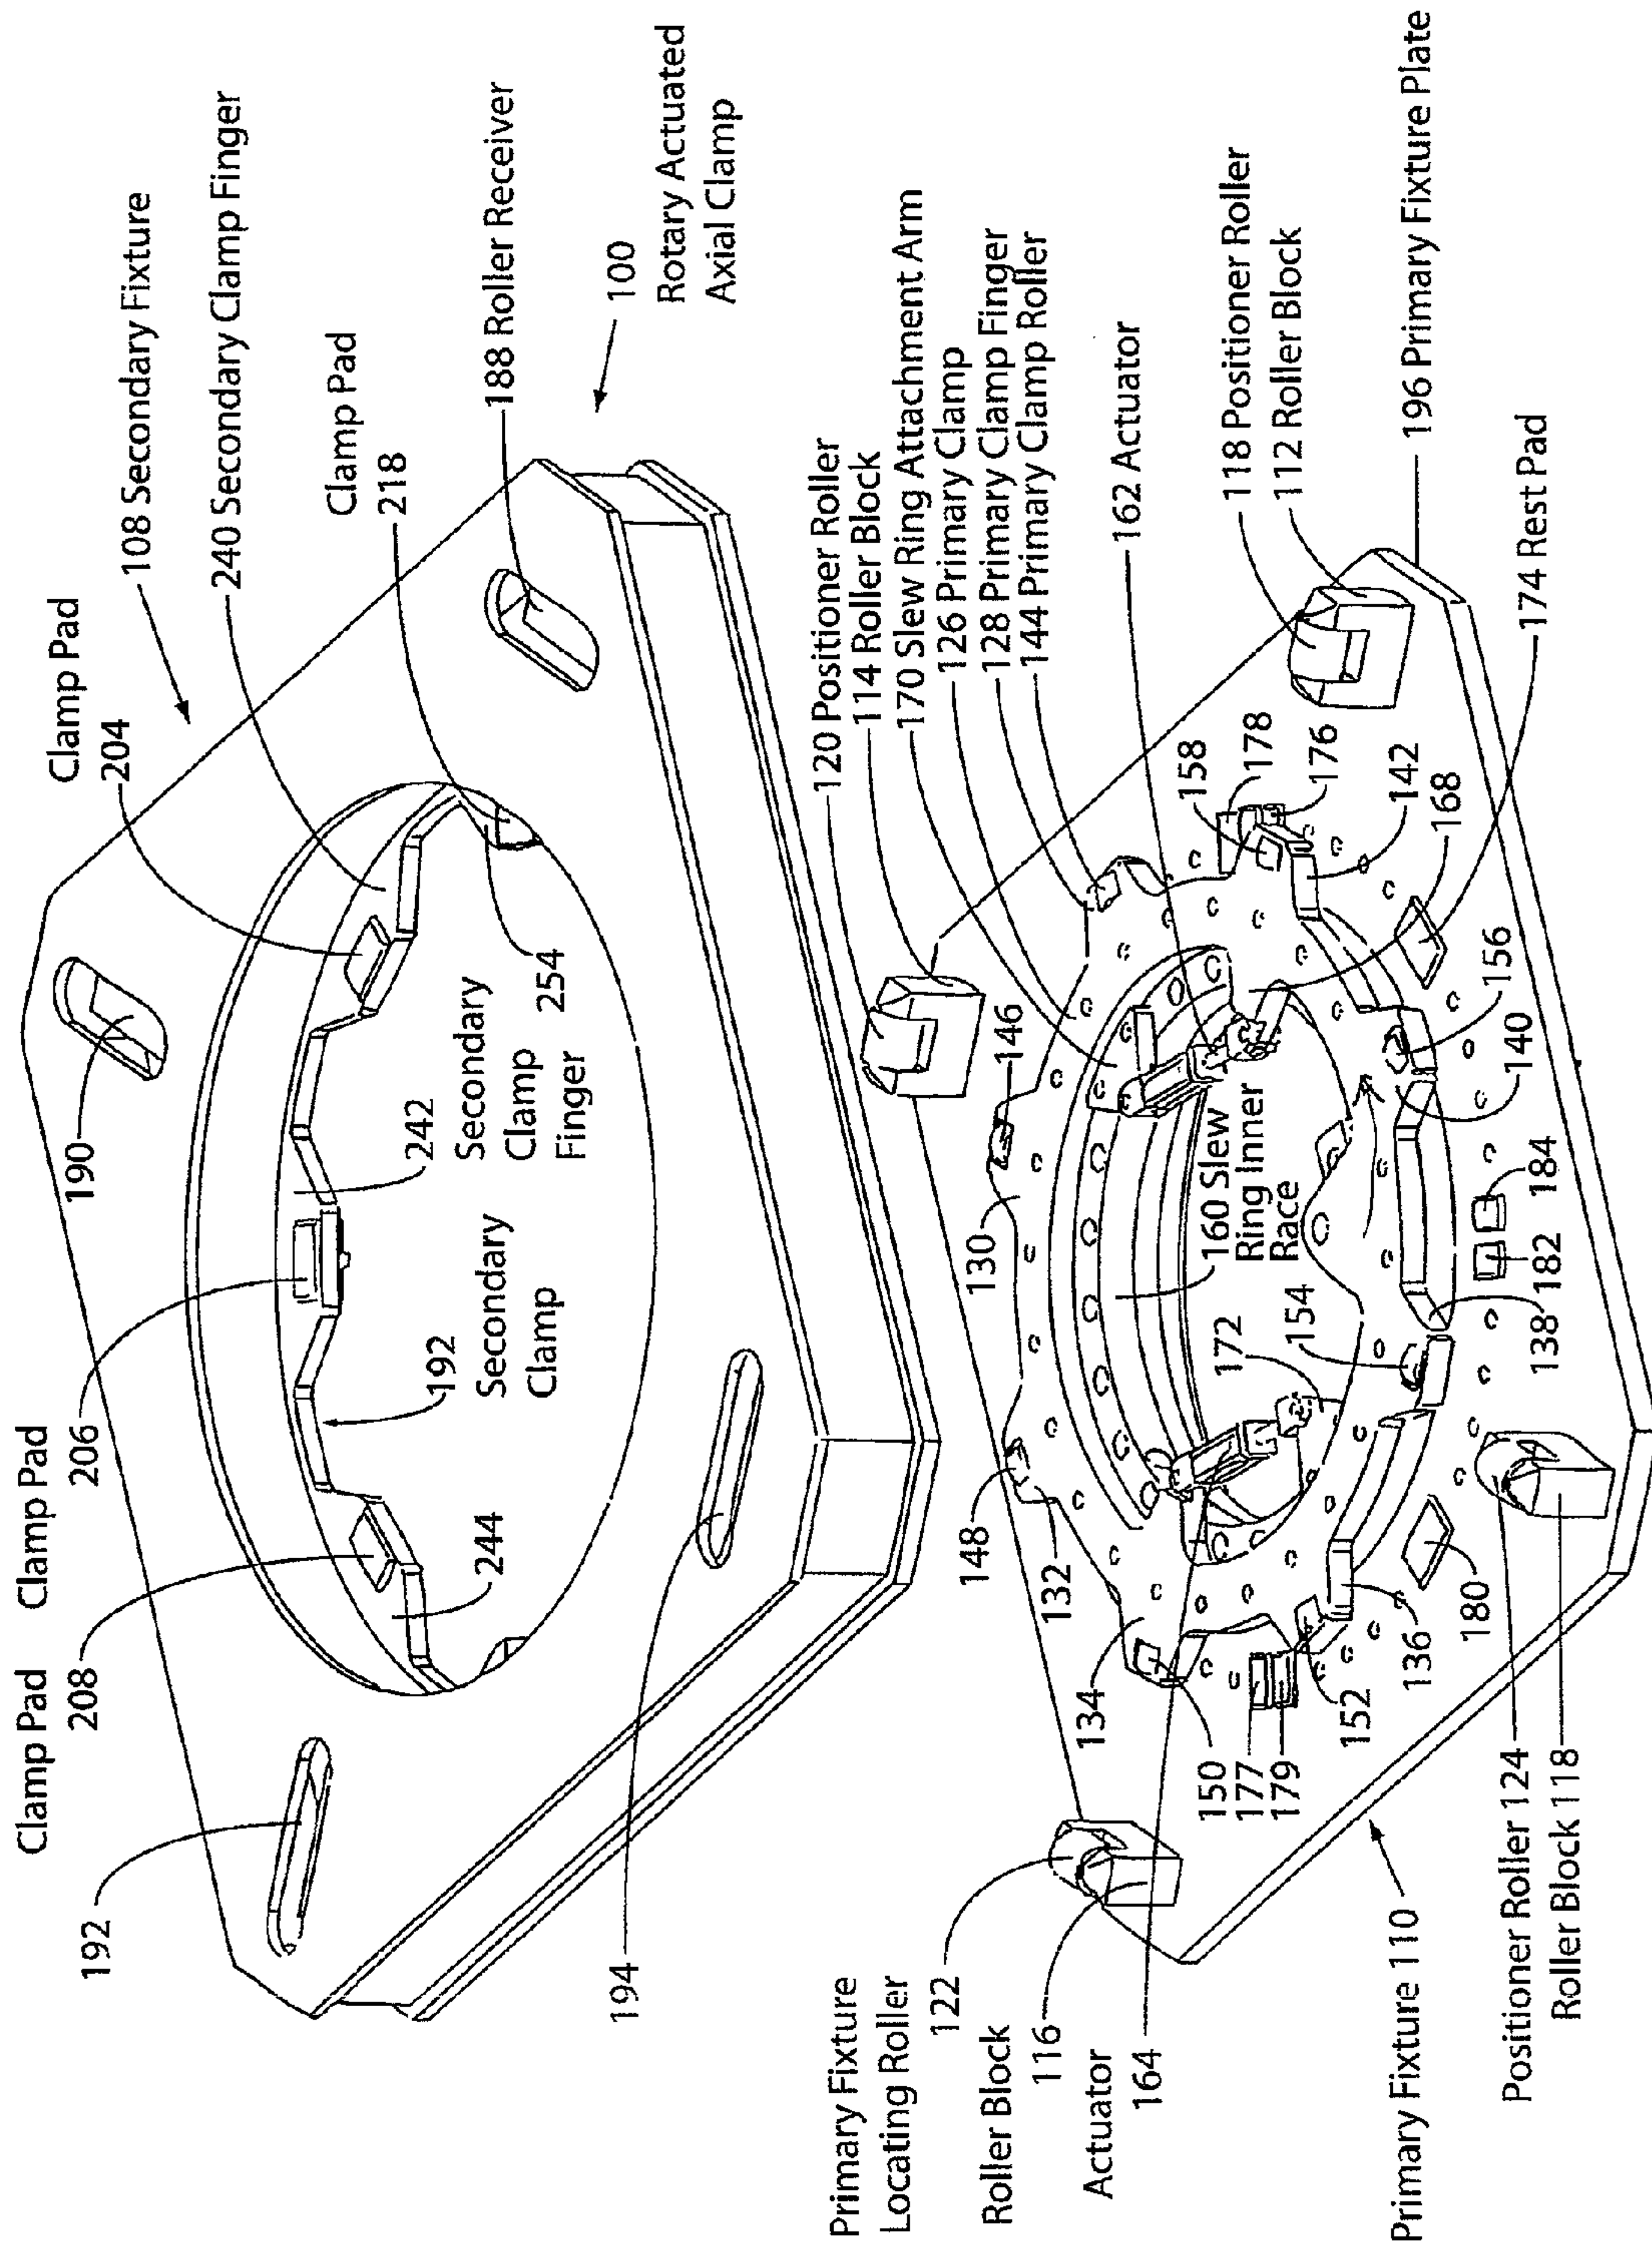 Clamp Pad
208
Clamp Pad
206
Clamp Pad
204
108 Secondary Fixture
240 Secondary Clamp Finger
Clamp Pad
218
188 Roller Receiver
100
Rotary Actuated
Axial Clamp
192
190
244
192
Secondary
Clamp
242
Secondary
Clamp
Finger
254
194
120 Positioner Roller
114 Roller Block
170 Slew Ring Attachment Arm
126 Primary Clamp
128 Primary Clamp Finger
144 Primary Clamp Roller
162 Actuator
118 Positioner Roller
112 Roller Block
196 Primary Fixture Plate
174 Rest Pad
Primary Fixture
Locating Roller
122
Roller Block
116
Actuator
164
148
132
134
130
146
160 Slew
Ring Inner
Race
172
154
158
178
176
142
168
156
140
184
182
138
150
177
179
152
136
180
Primary Fixture 110
Positioner Roller 124
Roller Block 118